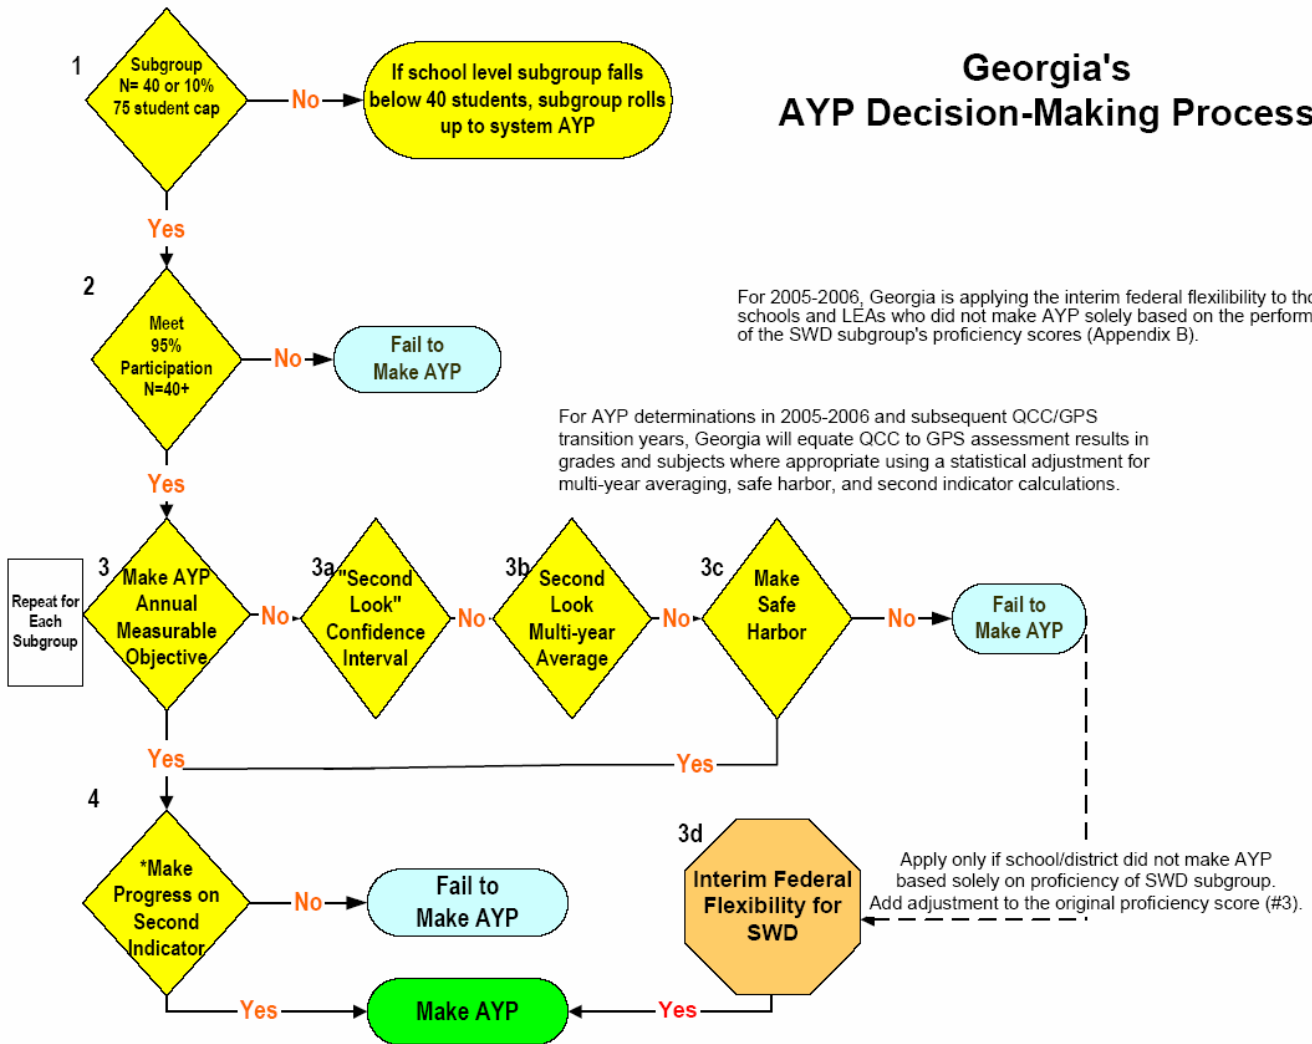 Georgia's
AYP Decision-Making Process
1
Subgroup
N= 40 or 10%
75 student cap
No
If school level subgroup falls
below 40 students, subgroup rolls
up to system AYP
Yes
2
Meet
95%
Participation
N=40+
No
Fail to
Make AYP
For 2005-2006, Georgia is applying the interim federal flexilibility to
schools and LEAs who did not make AYP solely based on the
of the SWD subgroup's proficiency scores (Appendix B).
For AYP determinations in 2005-2006 and subsequent QCC/GPS
transition years, Georgia will equate QCC to GPS assessment results in
grades and subjects where appropriate using a statistical adjustment for
multi-year averaging, safe harbor, and second indicator calculations.
Yes
Repeat for
Each
Subgroup
3
Make AYP
Annual
Measurable
Objective
No
3a
"Second
Look"
Confidence
Interval
No
3b
Second
Look
Multi-year
Average
No
3c
Make
Safe
Harbor
No
Fail to
Make AYP
Yes
Yes
4
*Make
Progress on
Second
Indicator
No
Fail to
Make AYP
3d
Interim Federal
Flexibility for
SWD
Apply only if school/district did not make AYP
based solely on proficiency of SWD subgroup.
Add adjustment to the original proficiency score (#3).
Yes
Make AYP
Yes